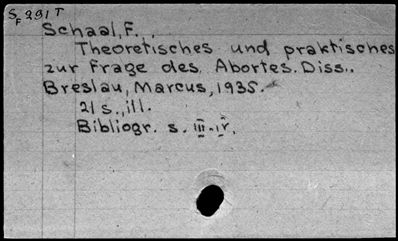 SF 291 T
Schaal, F...
Theoretisches und praktisches
zur Frage des Abortes. Diss..
Breslau, Marcus, 1935.
21 s., ill.
Bibliogr. s. III-IV.